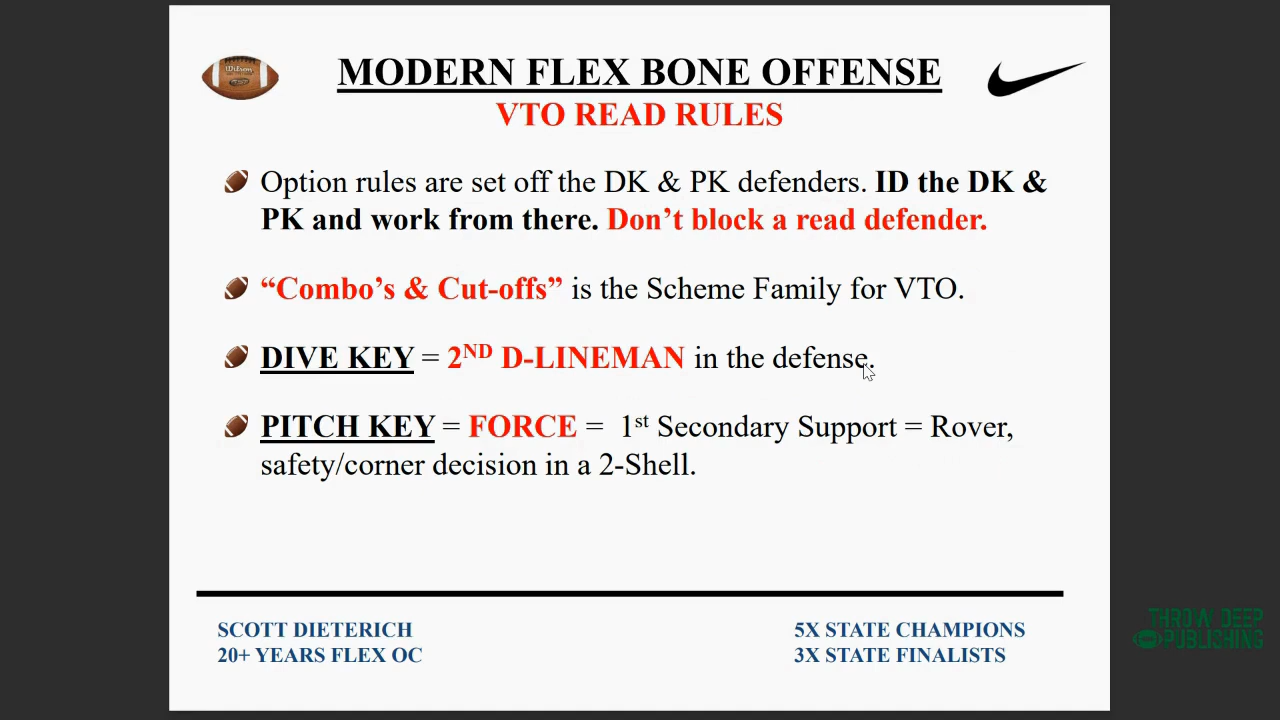 MODERN FLEX BONE OFFENSE
VTO READ RULES
Option rules are set off the DK & PK defenders. ID the DK &
PK and work from there. Don’t block a read defender.
“Combo’s & Cut-offs” is the Scheme Family for VTO.
DIVE KEY = 2ND D-LINEMAN in the defense.
PITCH KEY = FORCE = 1st Secondary Support = Rover,
safety/corner decision in a 2-Shell.
SCOTT DIETERICH
20+ YEARS FLEX OC
5X STATE CHAMPIONS
3X STATE FINALISTS
THROW DEEP
PUBLISHING
Wilson